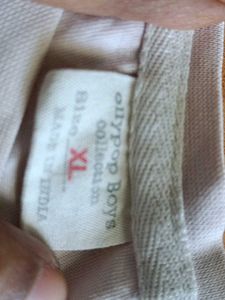 ollypop Boys
collection
Size XL
MADE IN INDIA